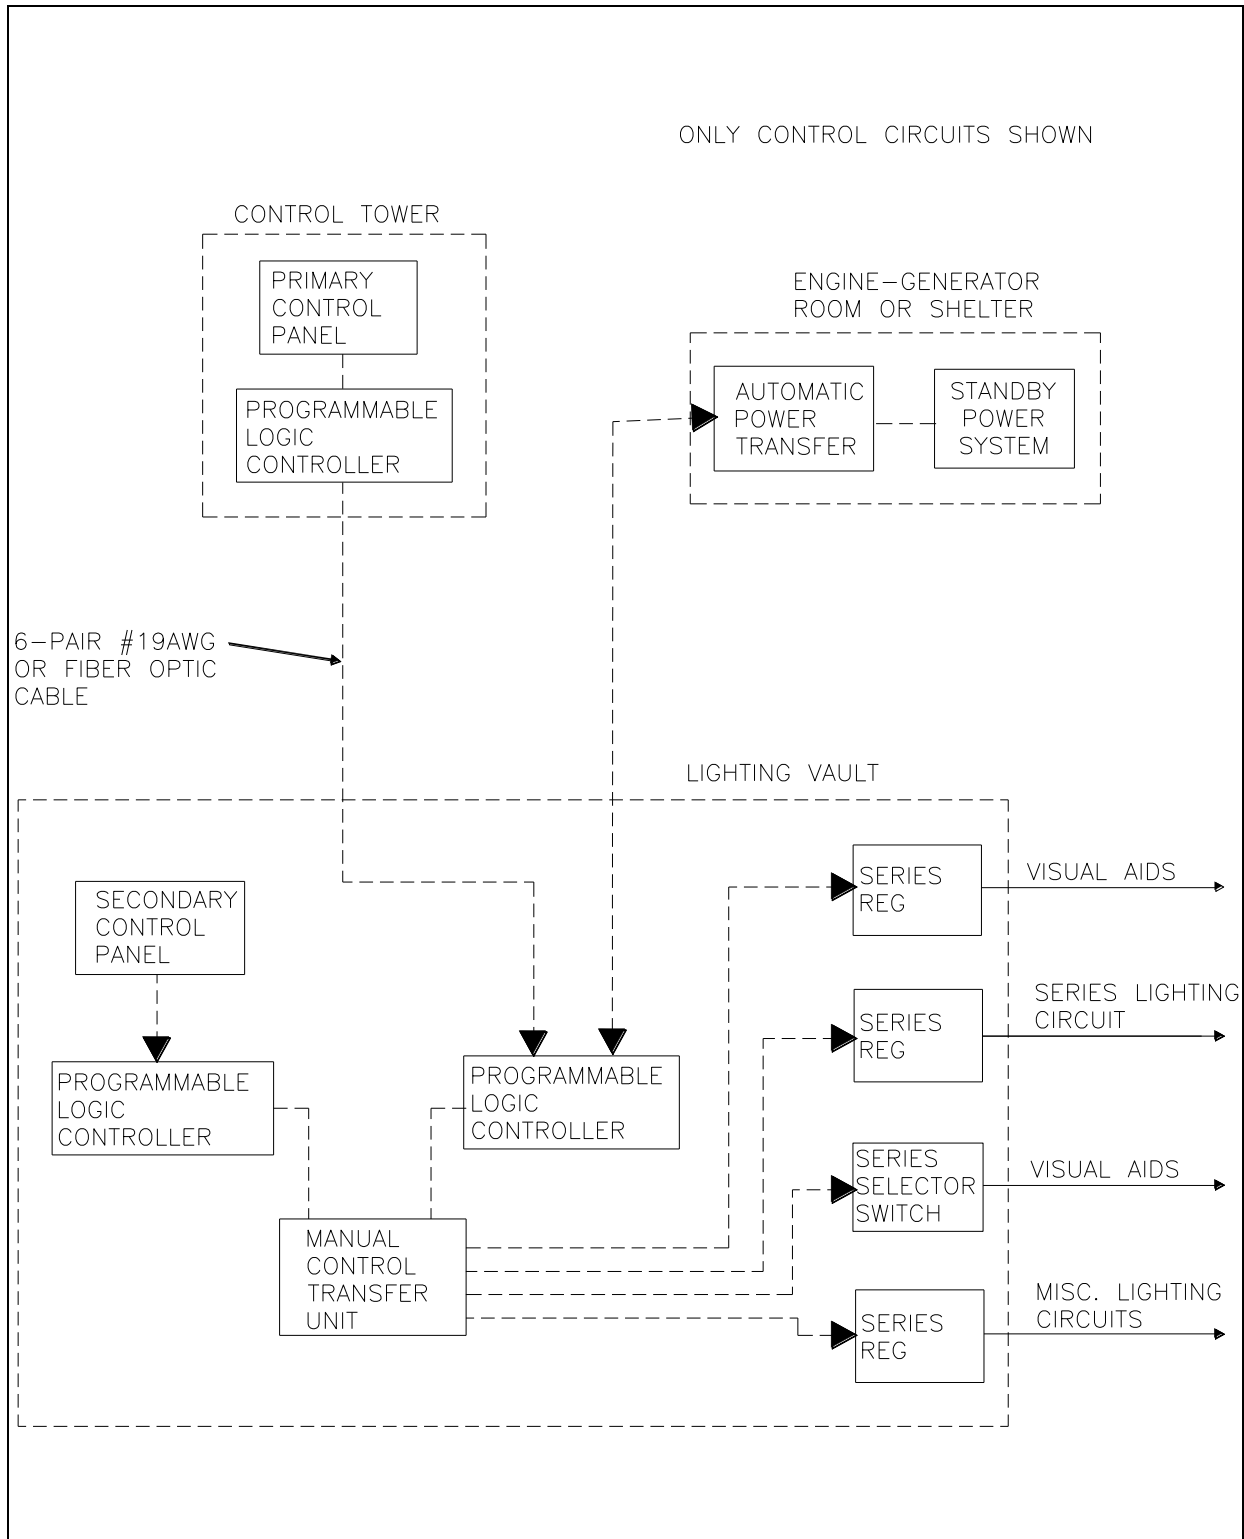 ONLY CONTROL CIRCUITS SHOWN
CONTROL TOWER
PRIMARY
CONTROL
PANEL
PROGRAMMABLE
LOGIC
CONTROLLER
ENGINE-GENERATOR
ROOM OR SHELTER
AUTOMATIC
POWER
TRANSFER
STANDBY
POWER
SYSTEM
6-PAIR #19AWG
OR FIBER OPTIC
CABLE
LIGHTING VAULT
SECONDARY
CONTROL
PANEL
PROGRAMMABLE
LOGIC
CONTROLLER
PROGRAMMABLE
LOGIC
CONTROLLER
MANUAL
CONTROL
TRANSFER
UNIT
SERIES
REG
VISUAL AIDS
SERIES
REG
SERIES LIGHTING
CIRCUIT
SERIES
SELECTOR
SWITCH
VISUAL AIDS
SERIES
REG
MISC. LIGHTING
CIRCUITS